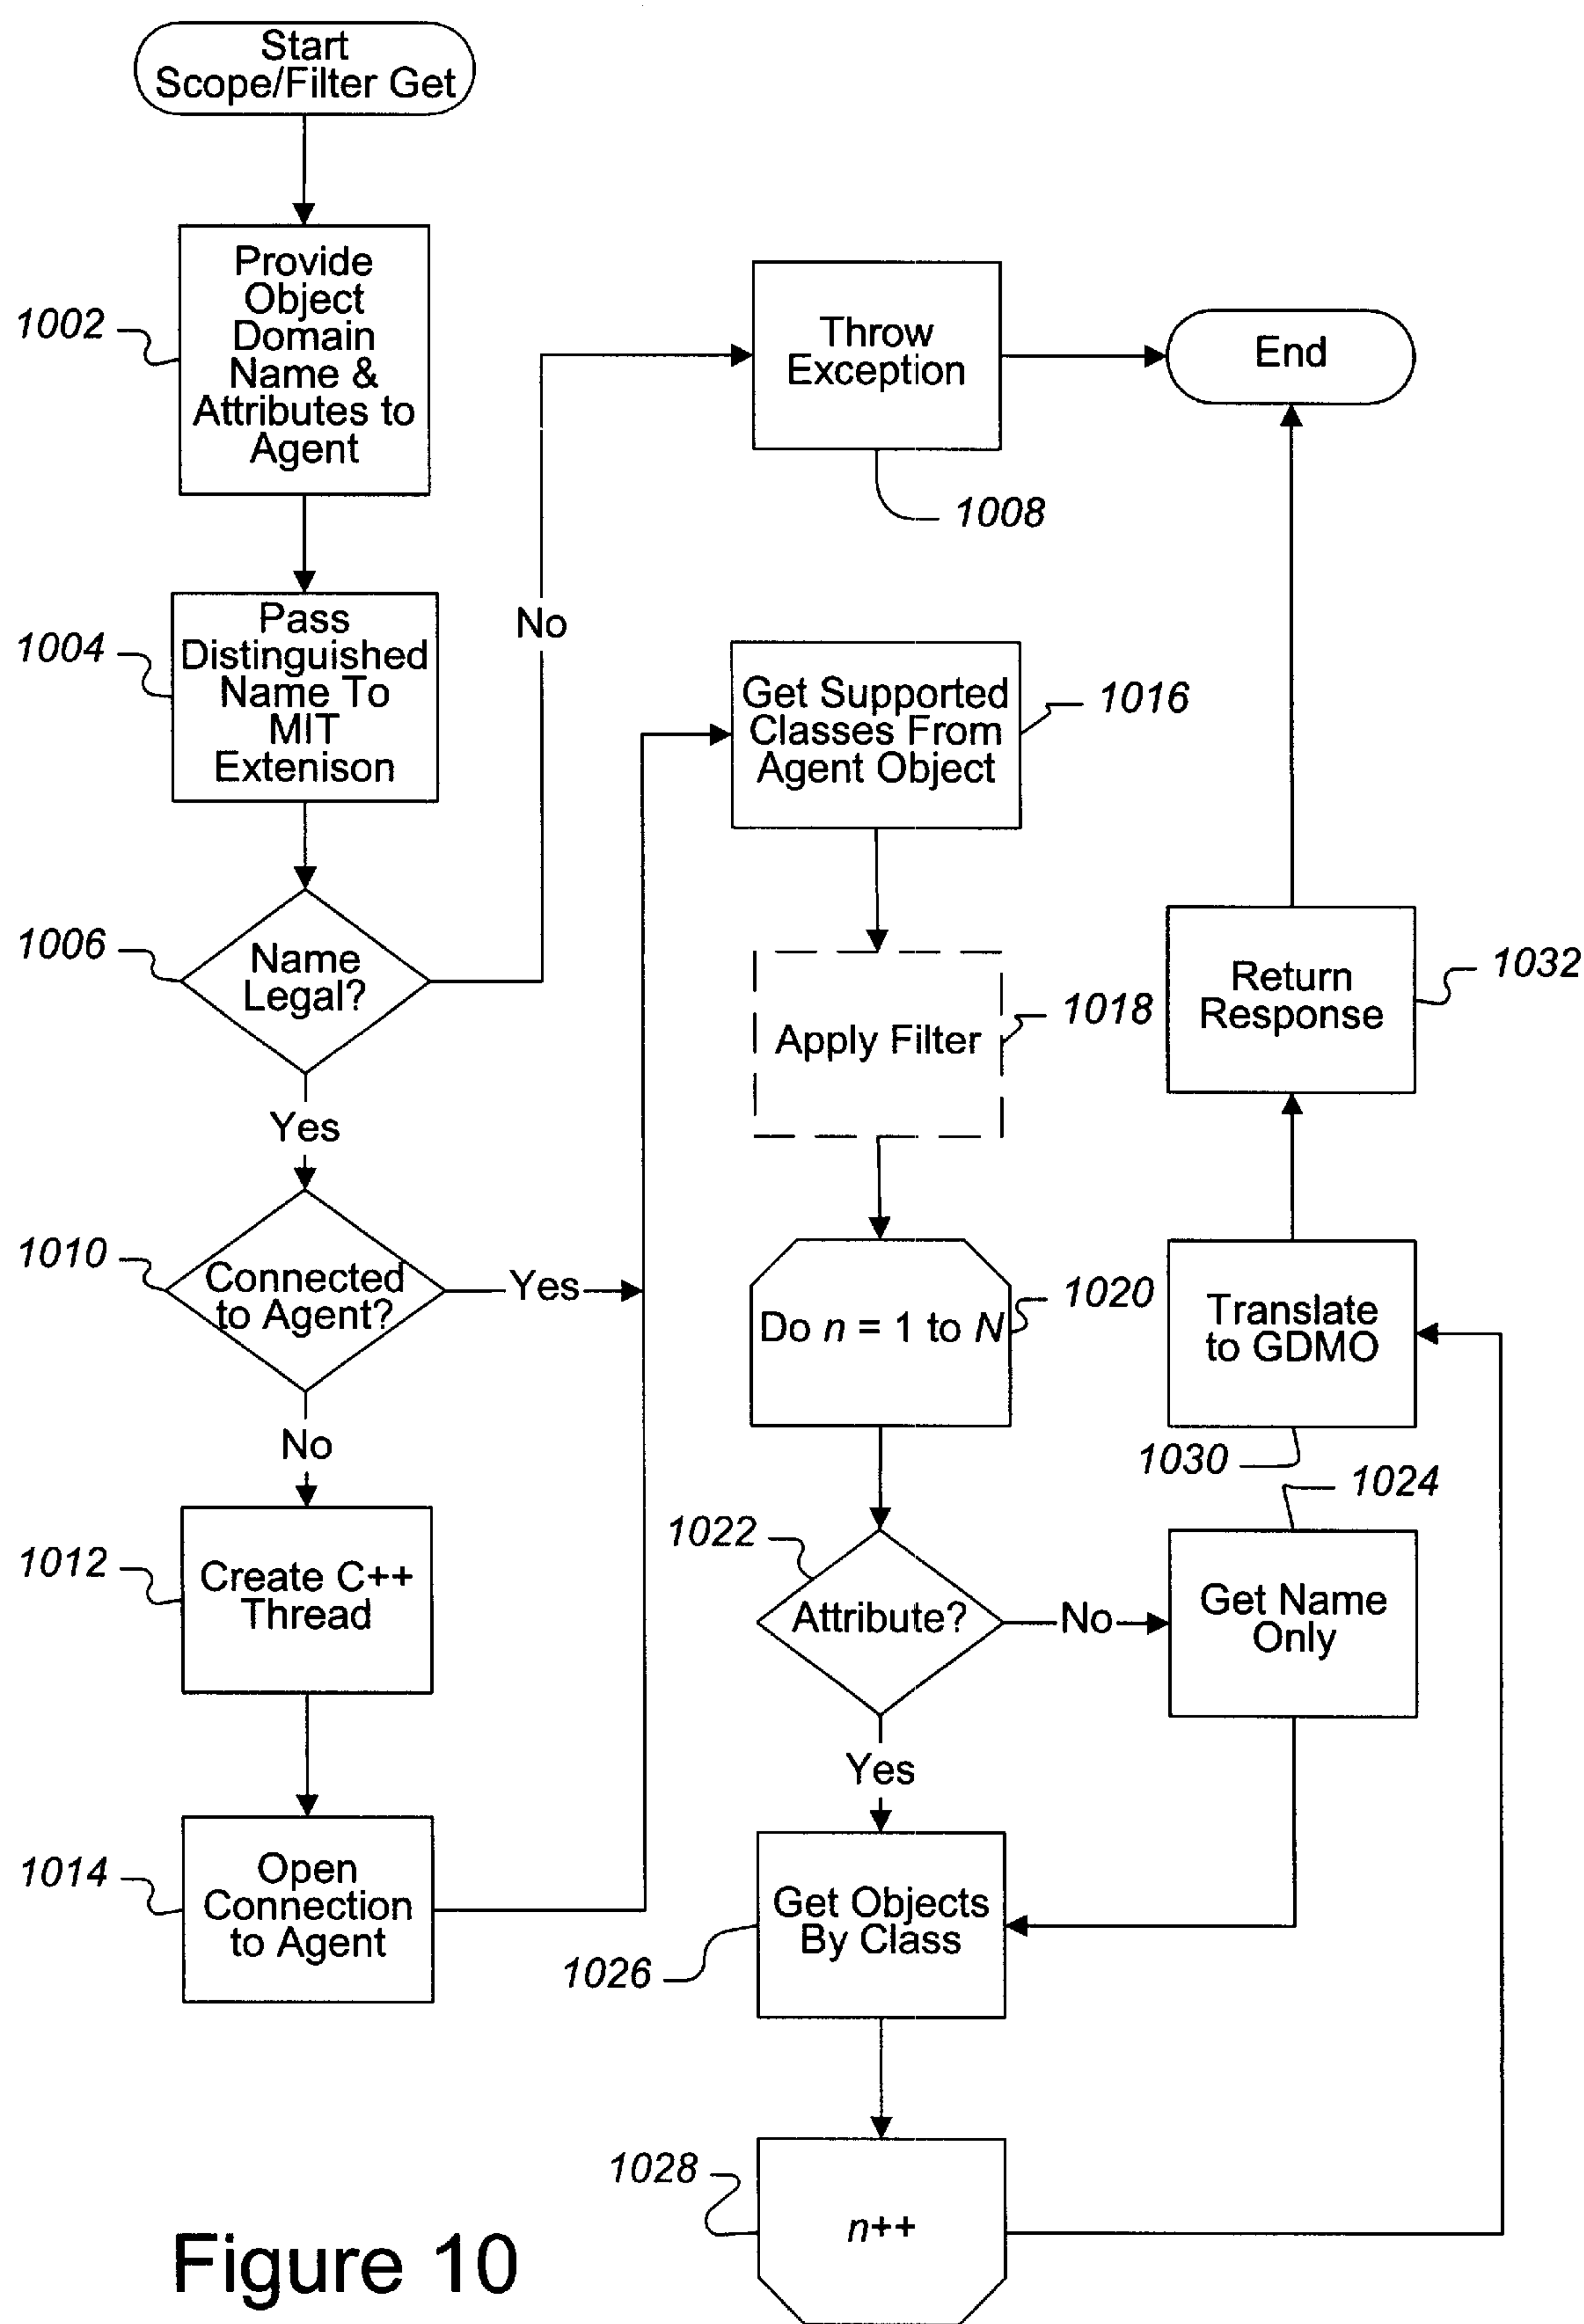 Start
Scope/Filter Get
1002
Provide
Object
Domain
Name &
Attributes to
Agent
1004
Pass
Distinguished
Name To
MIT
Extenison
1006
Name
Legal?
No
Yes
1010
Connected
to Agent?
Yes
No
1012
Create C++
Thread
1014
Open
Connection
to Agent
Throw
Exception
1008
End
Get Supported
Classes From
Agent Object
1016
Apply Filter
1018
Do n = 1 to N
1020
1022
Attribute?
No
Yes
Get Name
Only
1024
Get Objects
By Class
1026
1028
n++
Translate
to GDMO
1030
Return
Response
1032
Figure 10